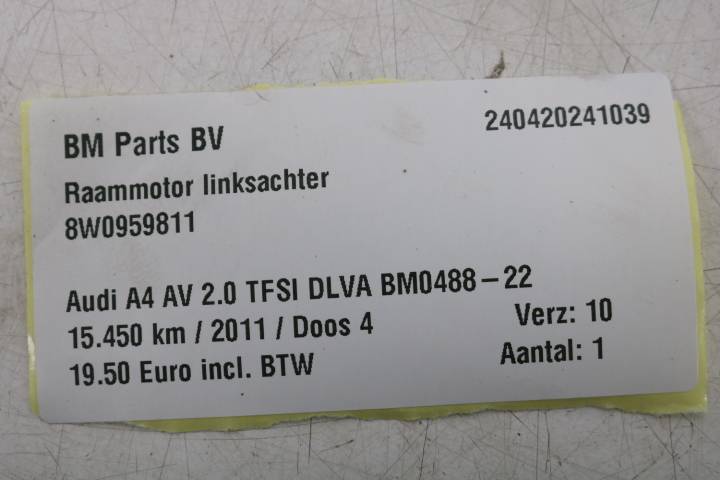 BM Parts BV
240420241039
Raammotor linksachter
8W0959811
Audi A4 AV 2.0 TFSI DLVA BM0488-22
15.450 km / 2011 / Doos 4
Verz: 10
19.50 Euro incl. BTW
Aantal: 1